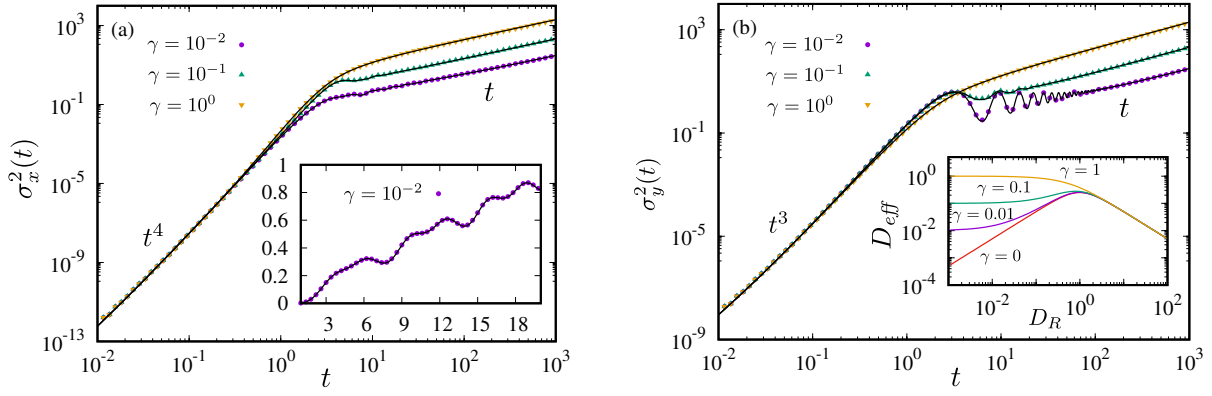 (a)
γ = 10⁻²
γ = 10⁻¹
γ = 10⁰
10³
10¹
10⁻¹
10⁻⁵
10⁻⁹
10⁻¹³
σ²ₓ(t)
t⁴
t
1
0.8
0.6
0.4
0.2
0
γ = 10⁻²
3 6 9 12 15 18
10⁻² 10⁻¹ 10⁰ 10¹ 10² 10³
t
(b)
γ = 10⁻²
γ = 10⁻¹
γ = 10⁰
10³
10⁻¹
10⁻⁵
10⁻⁹
σ²ᵧ(t)
t³
t
10⁰
10⁻²
10⁻⁴
D_eff
γ = 1
γ = 0.1
γ = 0.01
γ = 0
10⁻² 10⁰ 10²
D_R
10⁻² 10⁻¹ 10⁰ 10¹ 10² 10³
t